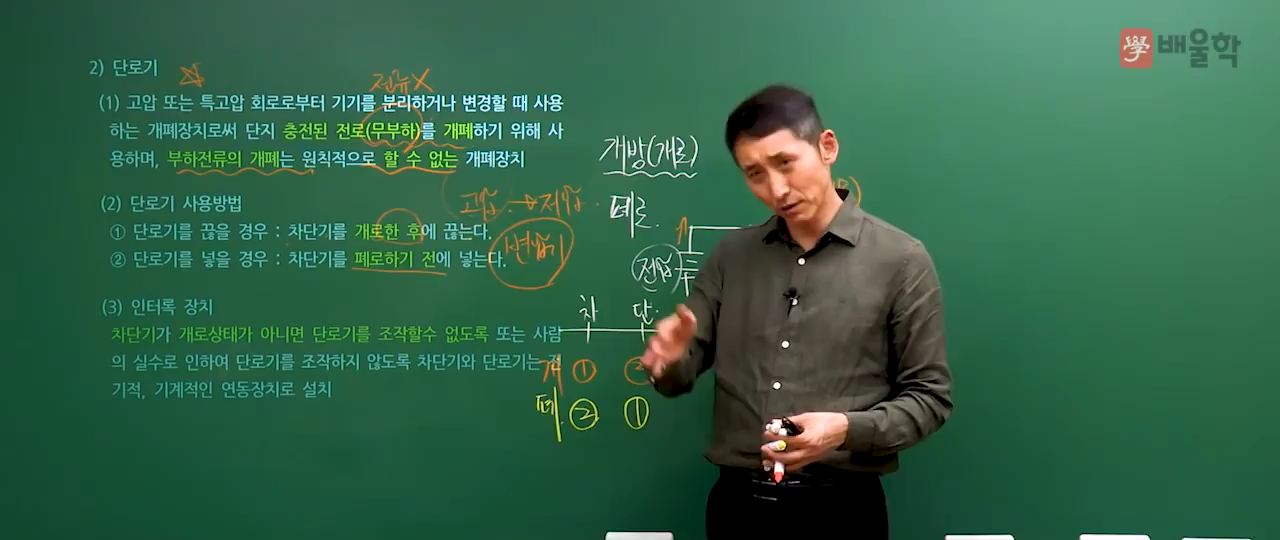 學 배울학
2) 단로기
전류X
(1) 고압 또는 특고압 회로로부터 기기를 분리하거나 변경할 때 사용
하는 개폐장치로써 단지 충전된 전로(무부하)를 개폐하기 위해 사
용하며, 부하전류의 개폐는 원칙적으로 할 수 없는 개폐장치
(2) 단로기 사용방법
① 단로기를 끊을 경우 : 차단기를 개로한 후에 끊는다.
② 단로기를 넣을 경우 : 차단기를 폐로하기 전에 넣는다.
(3) 인터록 장치
차단기가 개로상태가 아니면 단로기를 조작할수 없도록 또는 사람
의 실수로 인하여 단로기를 조작하지 않도록 차단기와 단로기는 전
기적, 기계적인 연동장치로 설치
고압 → 저압
변압기
개방(개로)
폐로.
전압
차 단.
개 ① ②
폐. ② ①